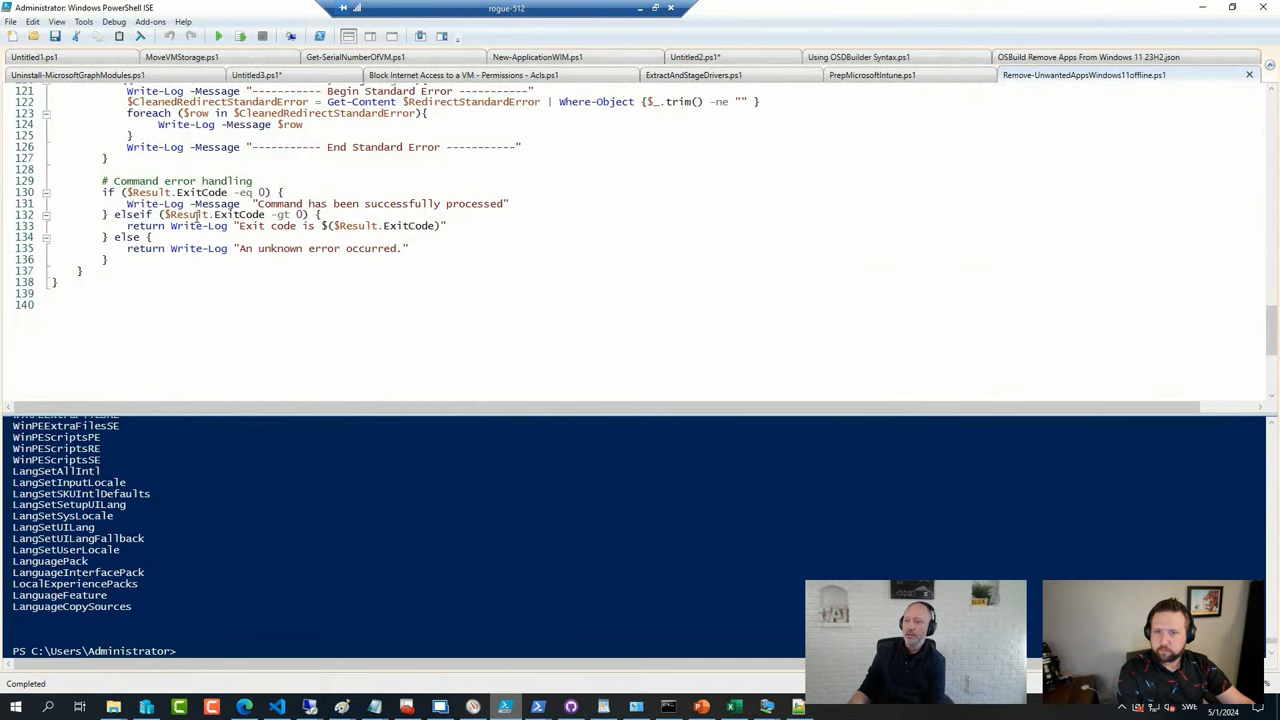 Administrator: Windows PowerShell ISE
rogue-512
File Edit View Tools Debug Add-ons Help
Untitled1.ps1 MoveVMStorage.ps1 Get-SerialNumberOfVM.ps1 New-ApplicationWIM.ps1 Untitled2.ps1* Using OSDBuilder Syntax.ps1 OSBuild Remove Apps From Windows 11 23H2.json
Uninstall-MicrosoftGraphModules.ps1 Untitled3.ps1* Block Internet Access to a VM - Permissions - Acls.ps1 ExtractAndStageDrivers.ps1 PrepMicrosoftIntune.ps1 Remove-UnwantedAppsWindows11offline.ps1
121 Write-Log -Message "----------- Begin Standard Error -----------"
122 $CleanedRedirectStandardError = Get-Content $RedirectStandardError | Where-Object {$_.trim() -ne "" }
123 foreach ($row in $CleanedRedirectStandardError){
124 Write-Log -Message $row
125 }
126 Write-Log -Message "----------- End Standard Error -----------"
127 }
128
129 # Command error handling
130 if ($Result.ExitCode -eq 0) {
131 Write-Log -Message "Command has been successfully processed"
132 } elseif ($Result.ExitCode -gt 0) {
133 return Write-Log "Exit code is $($Result.ExitCode)"
134 } else {
135 return Write-Log "An unknown error occurred."
136 }
137 }
138 }
139
140
WinPEExtraFilesSE
WinPEScriptsPE
WinPEScriptsRE
WinPEScriptsSE
LangSetAllIntl
LangSetInputLocale
LangSetSKUIntlDefaults
LangSetSetupUILang
LangSetSysLocale
LangSetUILang
LangSetUILangFallback
LangSetUserLocale
LanguagePack
LanguageInterfacePack
LocalExperiencePacks
LanguageFeature
LanguageCopySources
PS C:\Users\Administrator>
Completed
SWE
5/1/2024